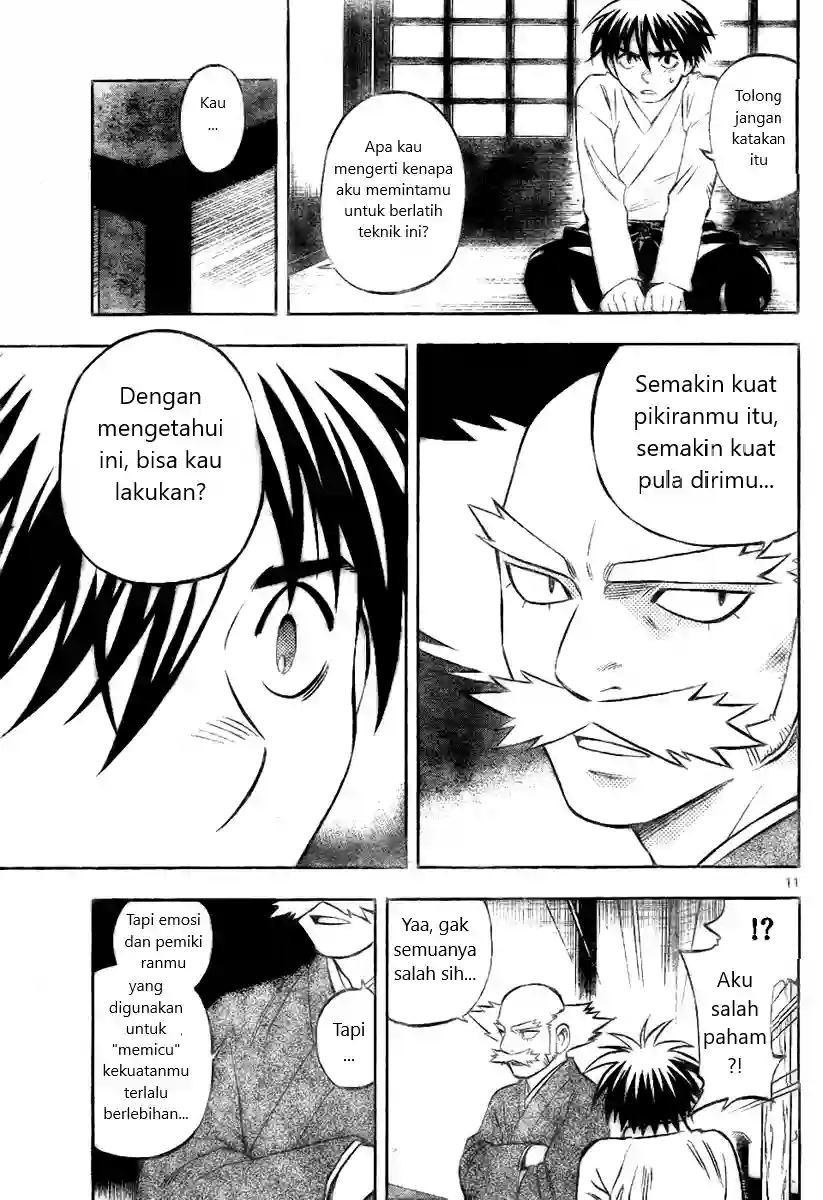 Tolong
jangan
katakan
itu
Apa kau
mengerti kenapa
aku memintamu
untuk berlatih
teknik ini?
Kau
...
Semakin kuat
pikiranmu itu,
semakin kuat
pula dirimu...
Dengan
mengetahui
ini, bisa kau
lakukan?
11
!?
Aku
salah
paham
?!
Yaa, gak
semuanya
salah sih...
Tapi
...
Tapi emosi
dan pemiki
ranmu
yang
digunakan
untuk
"memicu"
kekuatanmu
terlalu
berlebihan...